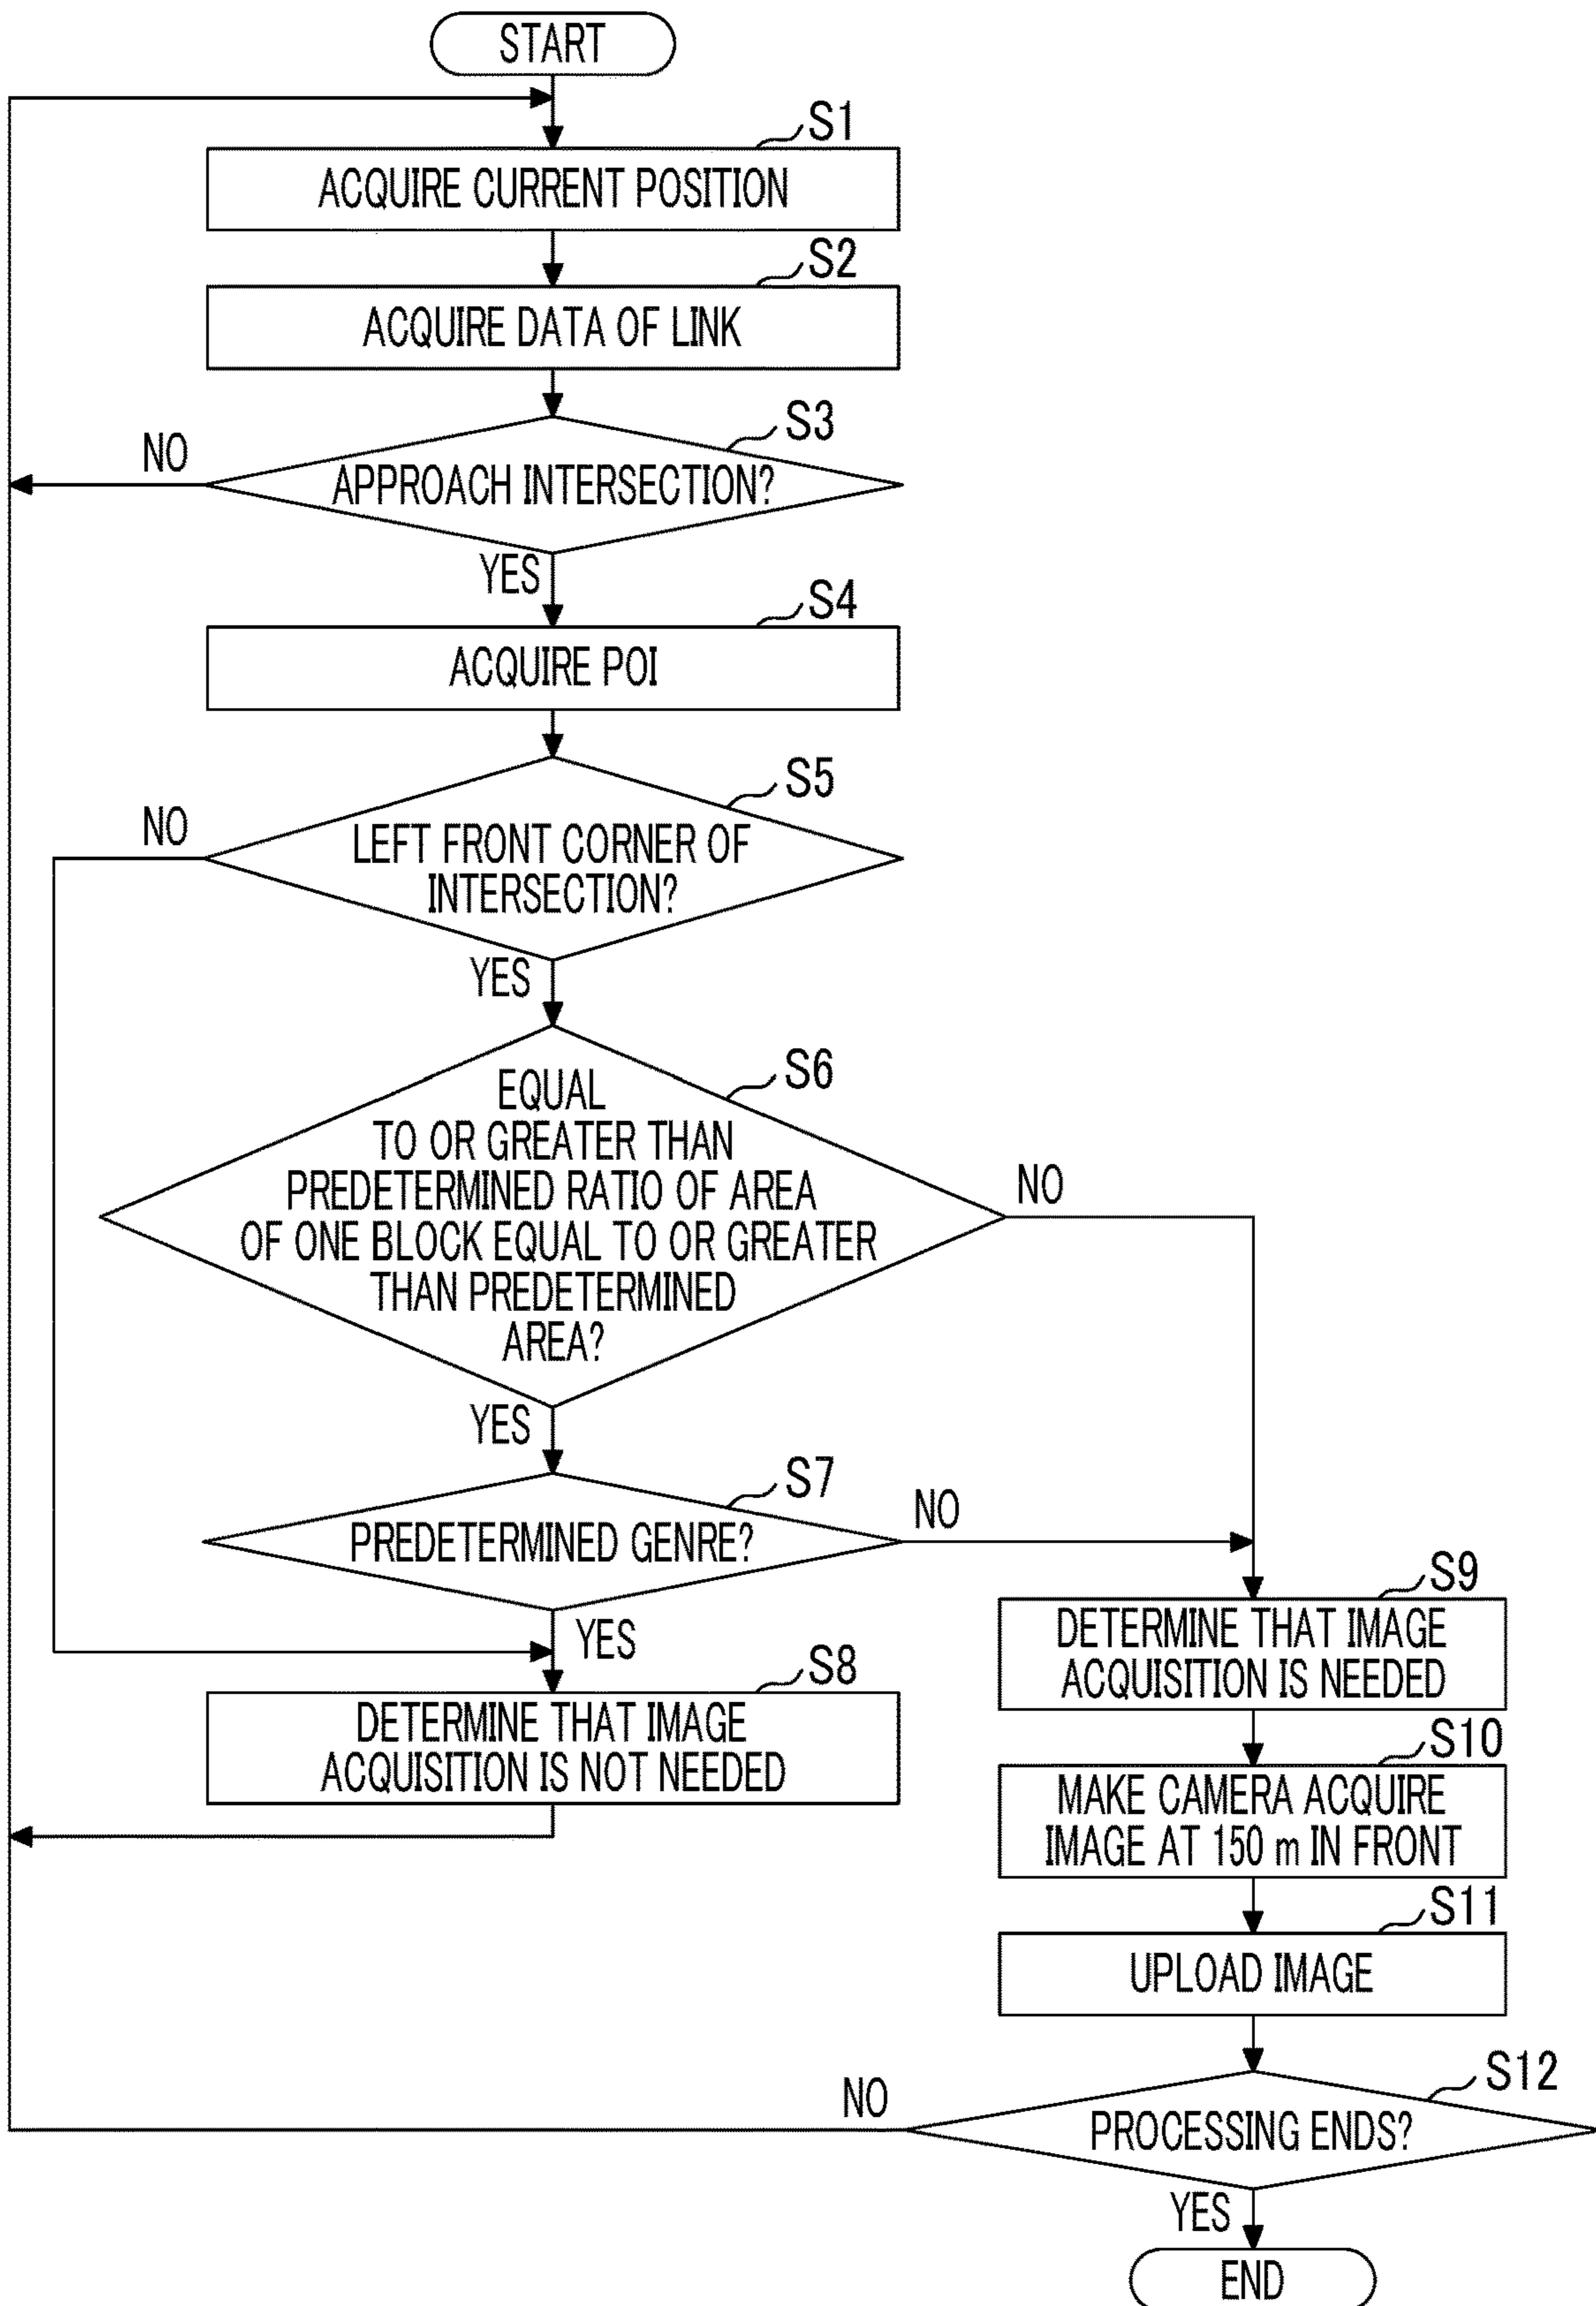 START
S1
ACQUIRE CURRENT POSITION
S2
ACQUIRE DATA OF LINK
S3
NO
APPROACH INTERSECTION?
YES
S4
ACQUIRE POI
S5
NO
LEFT FRONT CORNER OF
INTERSECTION?
YES
S6
EQUAL
TO OR GREATER THAN
PREDETERMINED RATIO OF AREA
OF ONE BLOCK EQUAL TO OR GREATER
THAN PREDETERMINED
AREA?
NO
YES
S7
PREDETERMINED GENRE?
NO
YES
S8
DETERMINE THAT IMAGE
ACQUISITION IS NOT NEEDED
S9
DETERMINE THAT IMAGE
ACQUISITION IS NEEDED
S10
MAKE CAMERA ACQUIRE
IMAGE AT 150 m IN FRONT
S11
UPLOAD IMAGE
S12
NO
PROCESSING ENDS?
YES
END